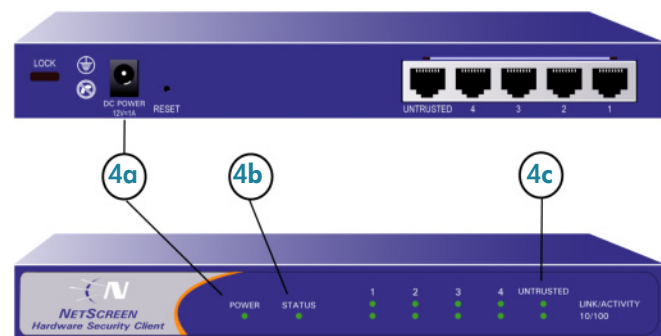 LOCK
DC POWER
12V=1A
RESET
UNTRUSTED 4 3 2 1
4a 4b 4c
1 2 3 4 UNTRUSTED
N
NETSCREEN
Hardware Security Client
POWER STATUS
LINK/ACTIVITY
10/100